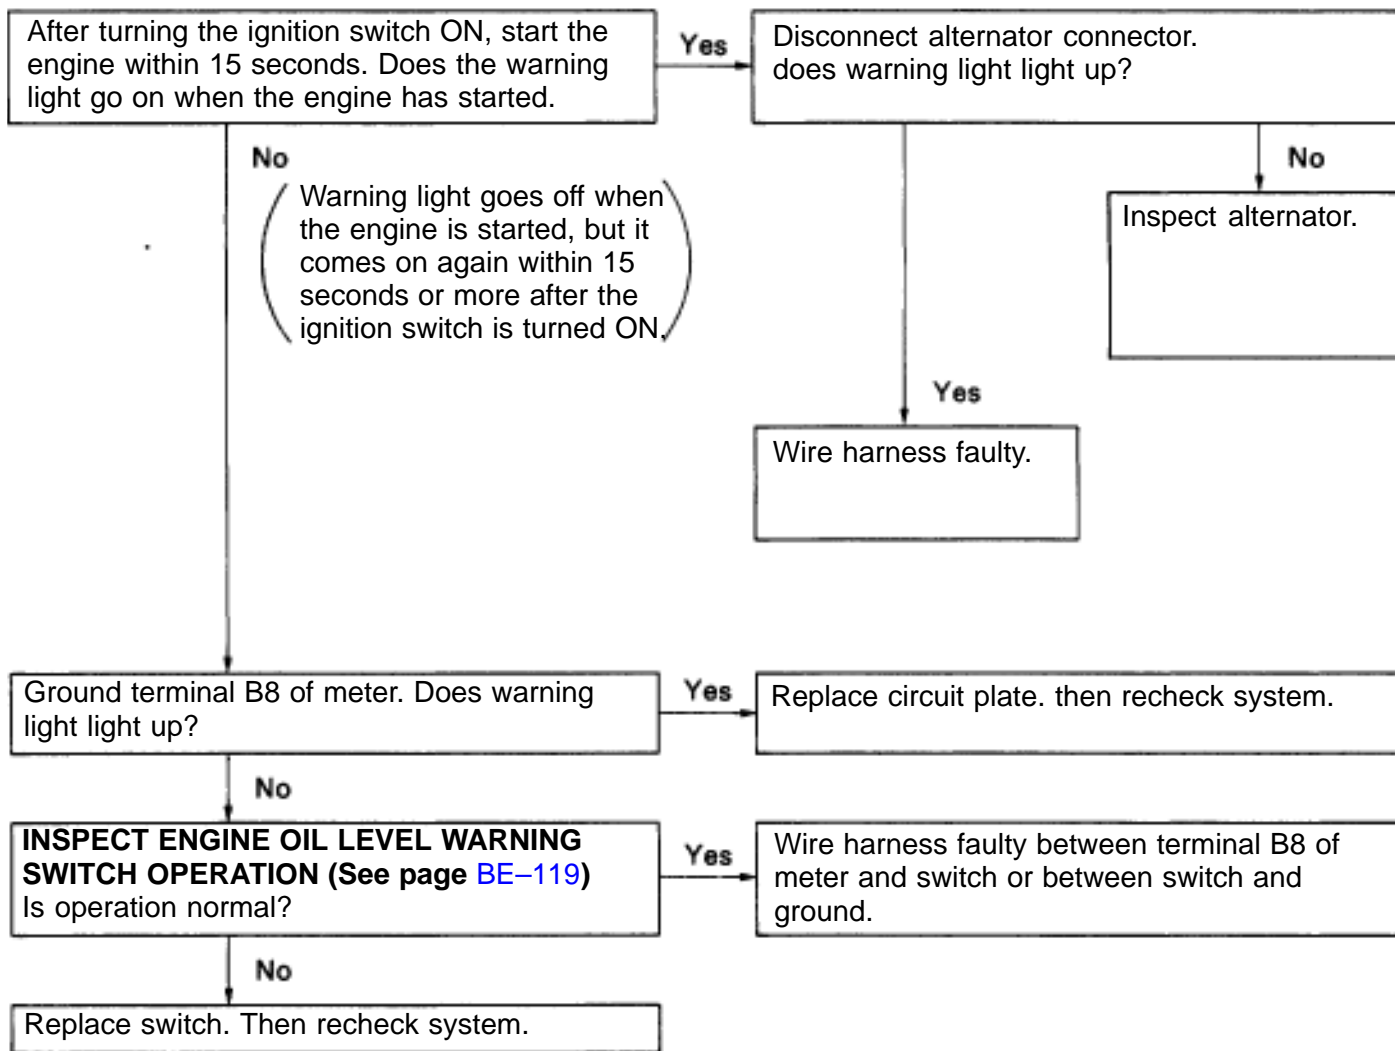 After turning the ignition switch ON, start the
engine within 15 seconds. Does the warning
light go on when the engine has started.
Yes
Disconnect alternator connector.
does warning light light up?
No
Warning light goes off when
the engine is started, but it
comes on again within 15
seconds or more after the
ignition switch is turned ON.
No
Inspect alternator.
Yes
Wire harness faulty.
Ground terminal B8 of meter. Does warning
light light up?
Yes
Replace circuit plate. then recheck system.
No
INSPECT ENGINE OIL LEVEL WARNING
SWITCH OPERATION (See page BE–119)
Is operation normal?
Yes
Wire harness faulty between terminal B8 of
meter and switch or between switch and
ground.
No
Replace switch. Then recheck system.